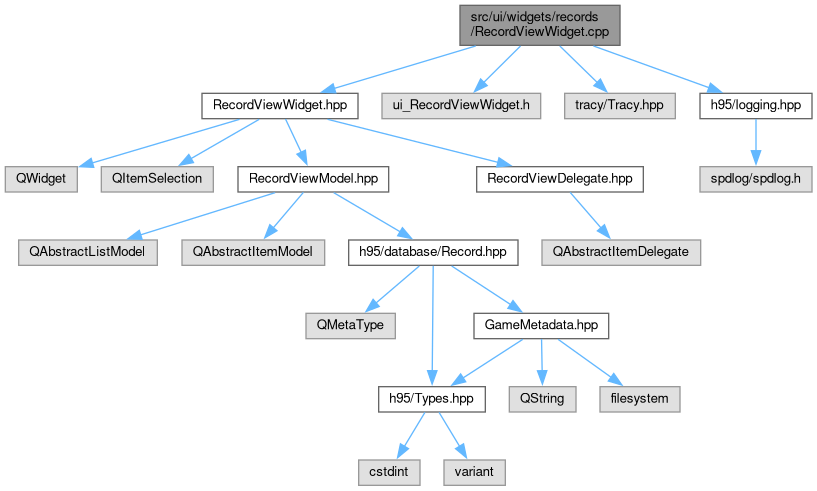 src/ui/widgets/records
/RecordViewWidget.cpp
RecordViewWidget.hpp
ui_RecordViewWidget.h
tracy/Tracy.hpp
h95/logging.hpp
QWidget
QItemSelection
RecordViewModel.hpp
RecordViewDelegate.hpp
spdlog/spdlog.h
QAbstractListModel
QAbstractItemModel
h95/database/Record.hpp
QAbstractItemDelegate
QMetaType
GameMetadata.hpp
h95/Types.hpp
QString
filesystem
cstdint
variant